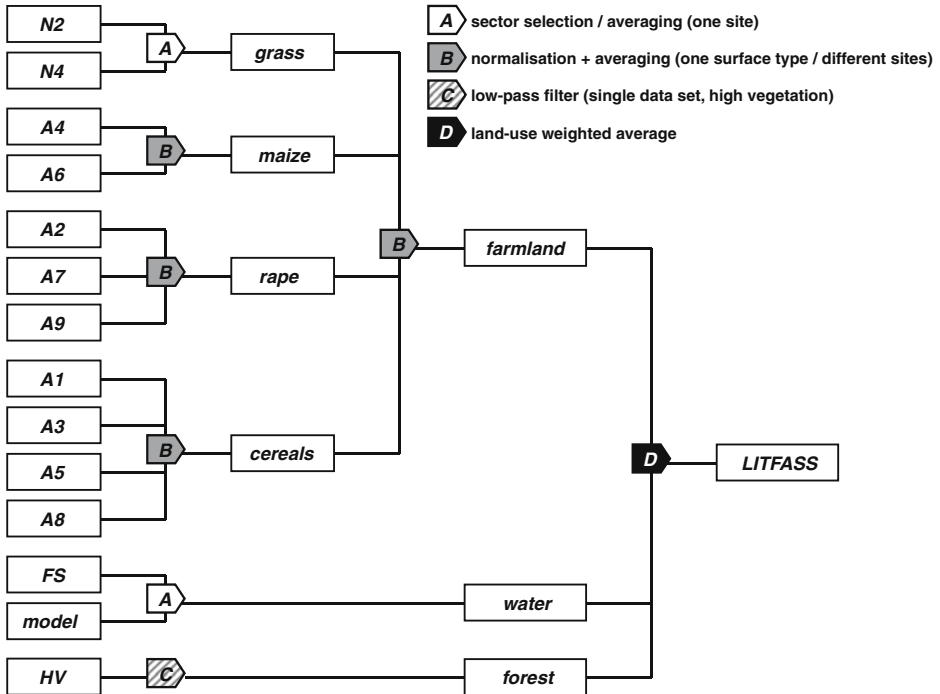 N2
N4
A
grass
A4
A6
B
maize
A2
A7
A9
B
rape
A1
A3
A5
A8
B
cereals
B
farmland
FS
model
A
water
HV
C
forest
D
LITFASS
A sector selection / averaging (one site)
B normalisation + averaging (one surface type / different sites)
C low-pass filter (single data set, high vegetation)
D land-use weighted average